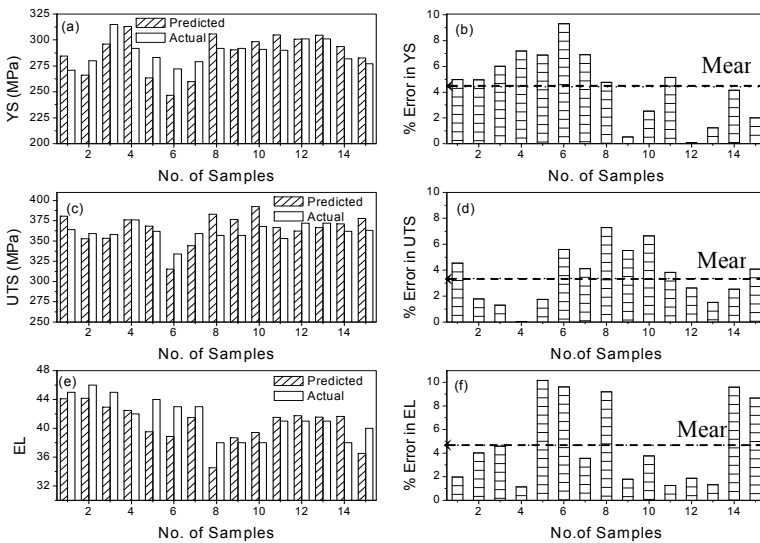 (a)
Predicted
Actual
YS (MPa)
325
300
275
250
225
200
2 4 6 8 10 12 14
No. of Samples
(b)
Mean
% Error in YS
10
8
6
4
2
0
2 4 6 8 10 12 14
No. of Samples
(c)
Predicted
Actual
UTS (MPa)
400
375
350
325
300
275
250
2 4 6 8 10 12 14
No. of Samples
(d)
Mean
% Error in UTS
10
8
6
4
2
0
2 4 6 8 10 12 14
No.of Samples
(e)
Predicted
Actual
EL
48
44
40
36
32
2 4 6 8 10 12 14
No. of Samples
(f)
Mean
% Error in EL
10
8
6
4
2
0
2 4 6 8 10 12 14
No.of Samples